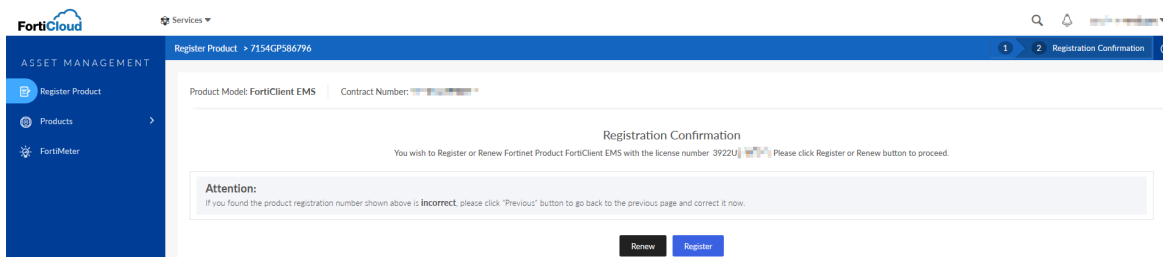 FortiCloud
Services
Register Product > 7154GP586796
1 2 Registration Confirmation
ASSET MANAGEMENT
Register Product
Products
FortiMeter
Product Model: FortiClient EMS Contract Number:
Registration Confirmation
You wish to Register or Renew Fortinet Product FortiClient EMS with the license number 3922U Please click Register or Renew button to proceed.
Attention:
If you found the product registration number shown above is incorrect, please click "Previous" button to go back to the previous page and correct it now.
Renew Register